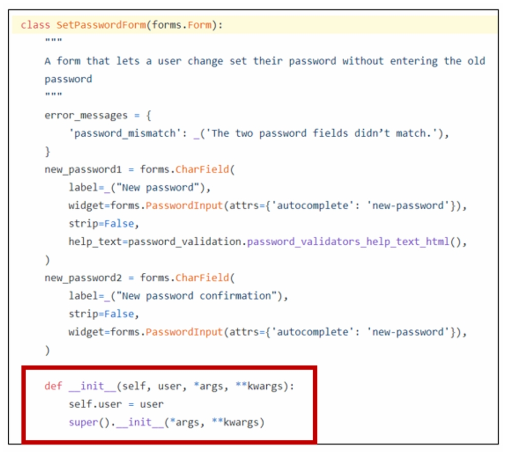 class SetPasswordForm(forms.Form):
    """
    A form that lets a user change set their password without entering the old
    password
    """
    error_messages = {
        'password_mismatch': _('The two password fields didn’t match.'),
    }
    new_password1 = forms.CharField(
        label=_("New password"),
        widget=forms.PasswordInput(attrs={'autocomplete': 'new-password'}),
        strip=False,
        help_text=password_validation.password_validators_help_text_html(),
    )
    new_password2 = forms.CharField(
        label=_("New password confirmation"),
        strip=False,
        widget=forms.PasswordInput(attrs={'autocomplete': 'new-password'}),
    )
    def __init__(self, user, *args, **kwargs):
        self.user = user
        super().__init__(*args, **kwargs)